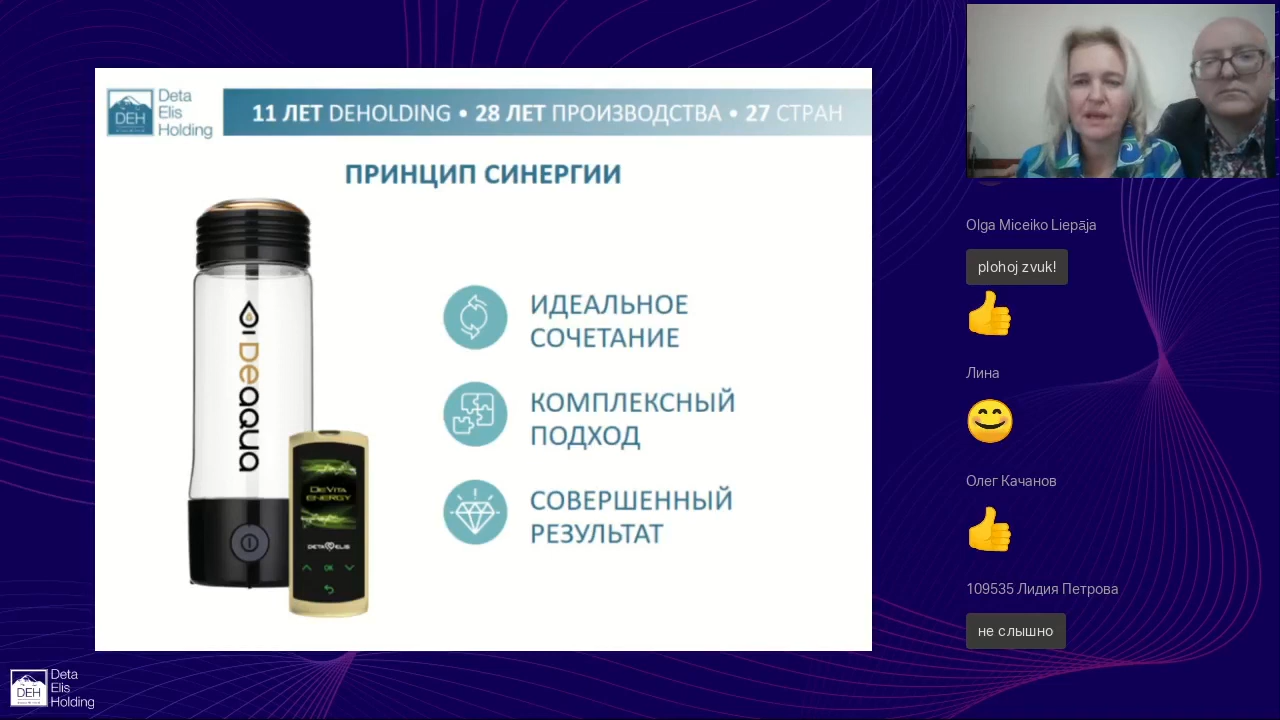 Deta
Elis
Holding
DEH
11 ЛЕТ DEHOLDING • 28 ЛЕТ ПРОИЗВОДСТВА • 27 СТРАН
ПРИНЦИП СИНЕРГИИ
DEAQUA
DEVITA
ENERGY
DETA ELIS
OK
ИДЕАЛЬНОЕ
СОЧЕТАНИЕ
КОМПЛЕКСНЫЙ
ПОДХОД
СОВЕРШЕННЫЙ
РЕЗУЛЬТАТ
Olga Miceiko Liepāja
plohoj zvuk!
Лина
Олег Качанов
109535 Лидия Петрова
не слышно
Deta
Elis
Holding
DEH